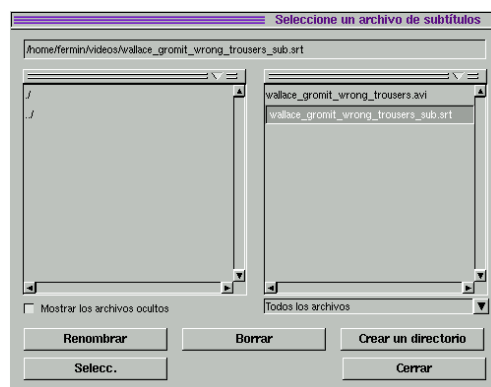 Seleccione un archivo de subtítulos
/home/fermin/videos/wallace_gromit_wrong_trousers_sub.srt
./
../
wallace_gromit_wrong_trousers.avi
wallace_gromit_wrong_trousers_sub.srt
Mostrar los archivos ocultos
Todos los archivos
Renombrar
Borrar
Crear un directorio
Selecc.
Cerrar